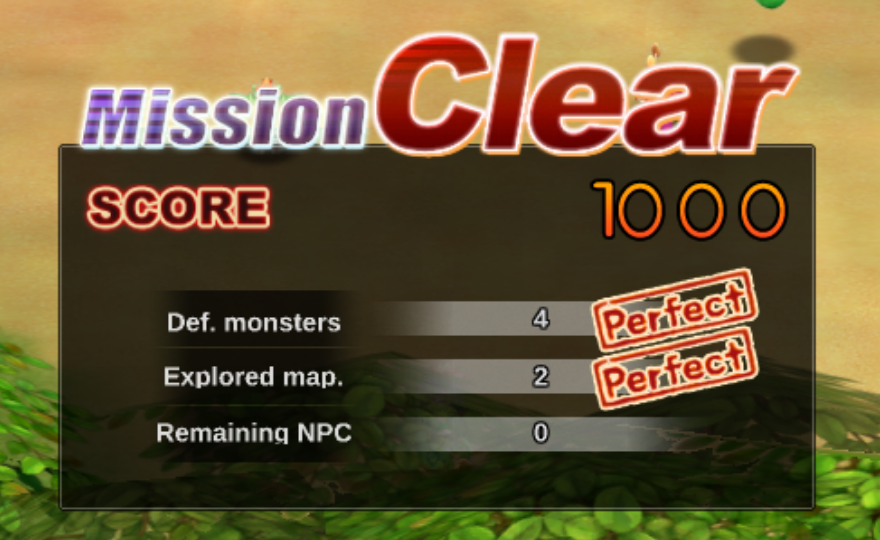 Mission Clear
SCORE 1000
Def. monsters 4 Perfect
Explored map. 2 Perfect
Remaining NPC 0